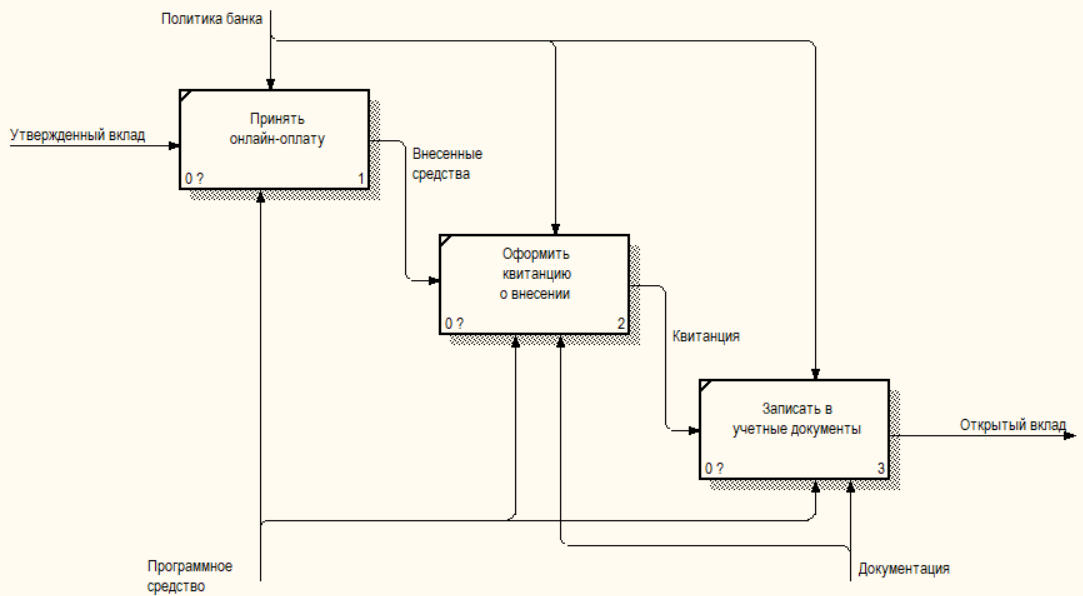 Политика банка
Принять
онлайн-оплату
0 ?
1
Утвержденный вклад
Внесенные
средства
Оформить
квитанцию
о внесении
0 ?
2
Квитанция
Записать в
учетные документы
0 ?
3
Открытый вклад
Программное
средство
Документация